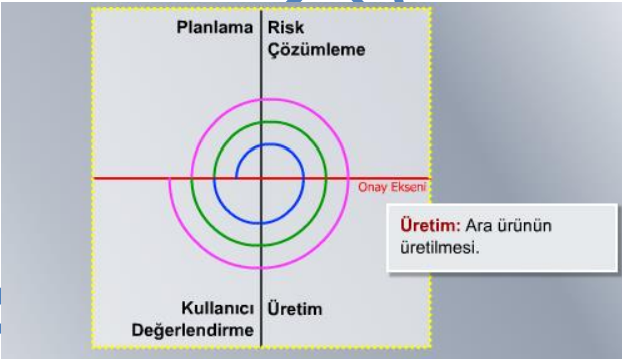 Planlama
Risk
Çözümleme
Onay Ekseni
Üretim: Ara ürünün
üretilmesi.
Kullanıcı
Değerlendirme
Üretim